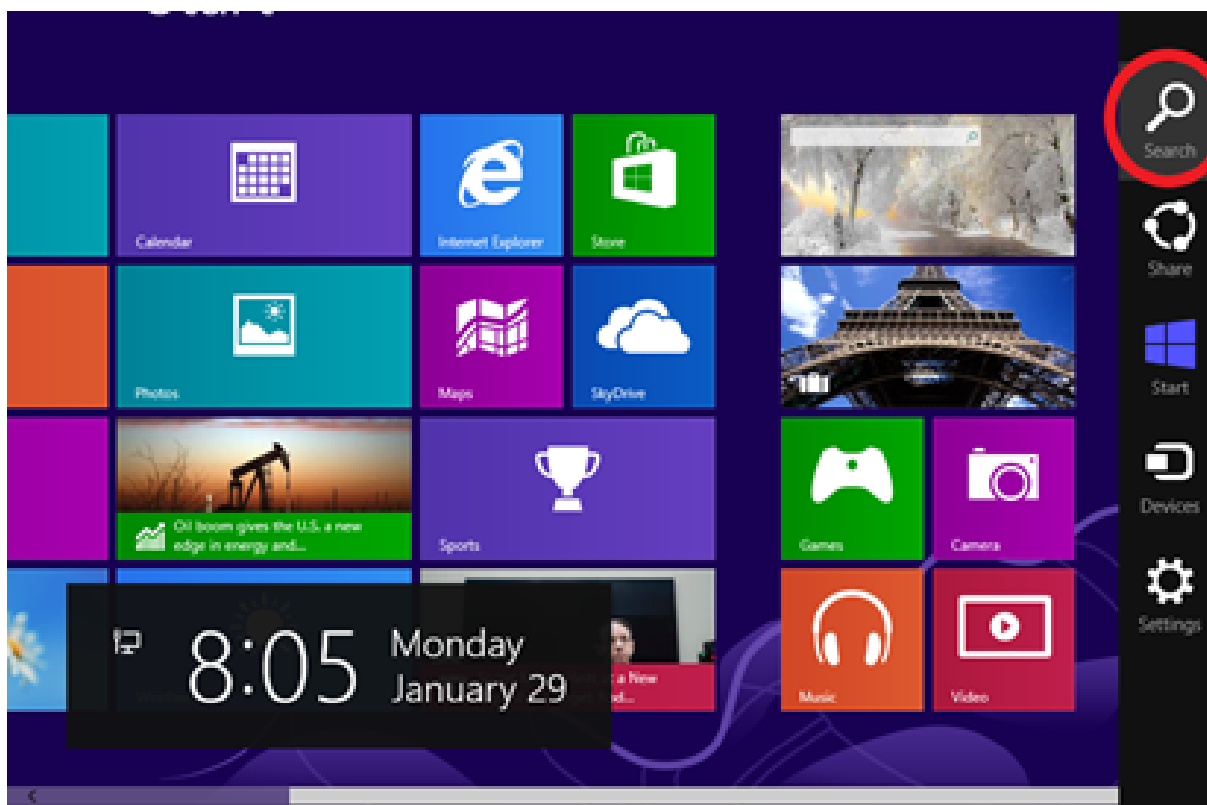 Calendar
Internet Explorer
Store
Photos
Maps
SkyDrive
Oil boom gives the U.S. a new
edge in energy and...
Sports
Games
Camera
8:05
Monday
January 29
a New
Music
Video
Search
Share
Start
Devices
Settings